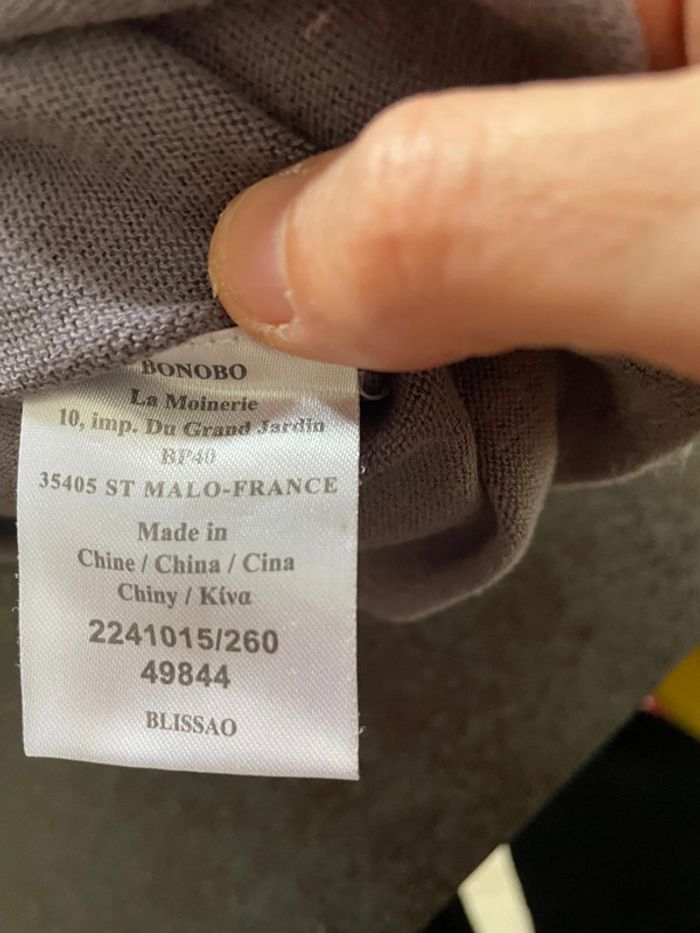 BONOBO
La Moinerie
10, imp. Du Grand Jardin
BP40
35405 ST MALO-FRANCE
Made in
Chine / China / Cina
Chiny / Κίνα
2241015/260
49844
BLISSAO